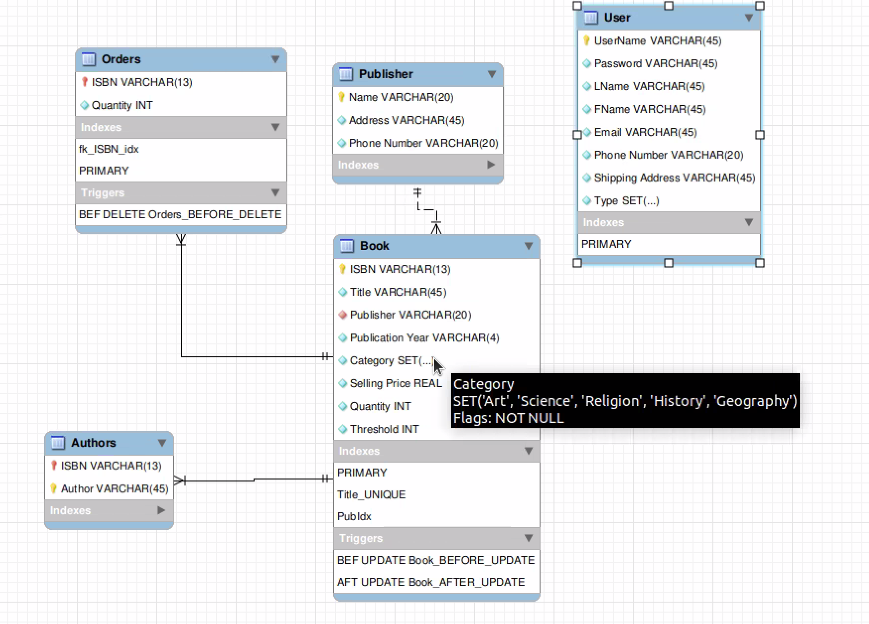 Orders
ISBN VARCHAR(13)
Quantity INT
Indexes
fk_ISBN_idx
PRIMARY
Triggers
BEF DELETE Orders_BEFORE_DELETE
Publisher
Name VARCHAR(20)
Address VARCHAR(45)
Phone Number VARCHAR(20)
Indexes
User
UserName VARCHAR(45)
Password VARCHAR(45)
LName VARCHAR(45)
FName VARCHAR(45)
Email VARCHAR(45)
Phone Number VARCHAR(20)
Shipping Address VARCHAR(45)
Type SET(...)
Indexes
PRIMARY
Book
ISBN VARCHAR(13)
Title VARCHAR(45)
Publisher VARCHAR(20)
Publication Year VARCHAR(4)
Category SET(...)
Selling Price REAL
Quantity INT
Threshold INT
Indexes
PRIMARY
Title_UNIQUE
PubIdx
Triggers
BEF UPDATE Book_BEFORE_UPDATE
AFT UPDATE Book_AFTER_UPDATE
Category
SET('Art', 'Science', 'Religion', 'History', 'Geography')
Flags: NOT NULL
Authors
ISBN VARCHAR(13)
Author VARCHAR(45)
Indexes